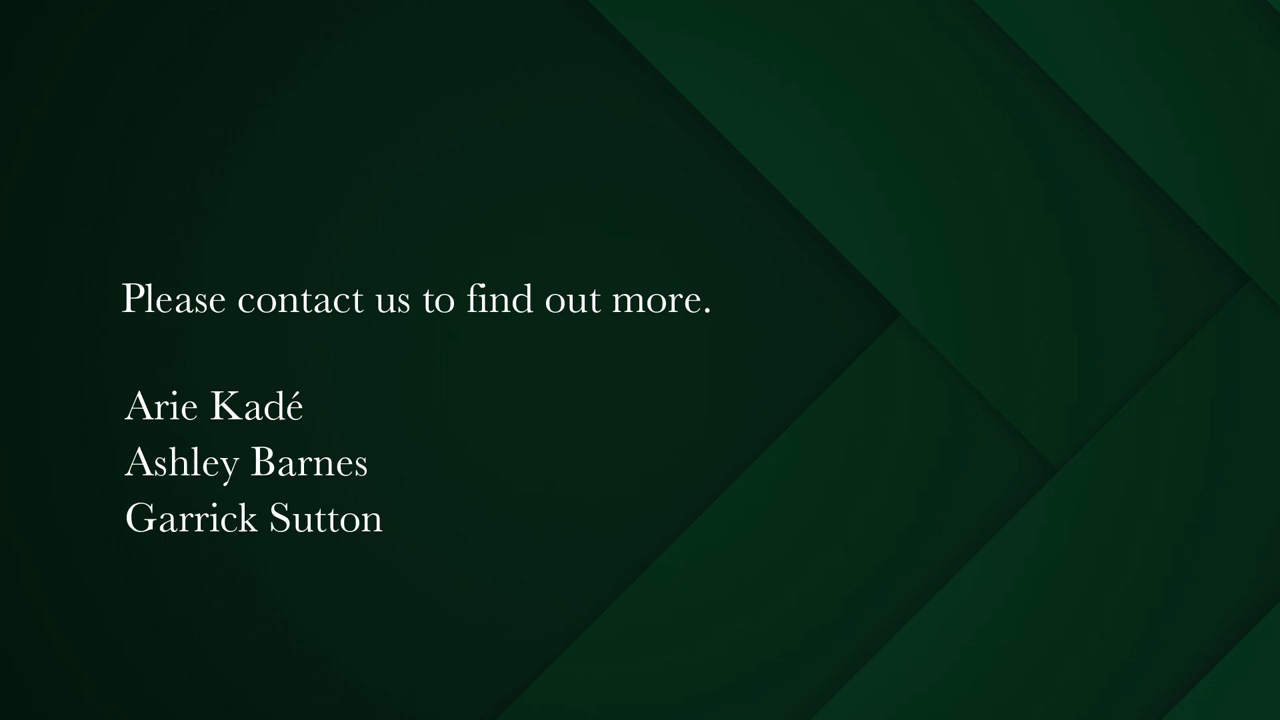 Please contact us to find out more.
Arie Kadé
Ashley Barnes
Garrick Sutton